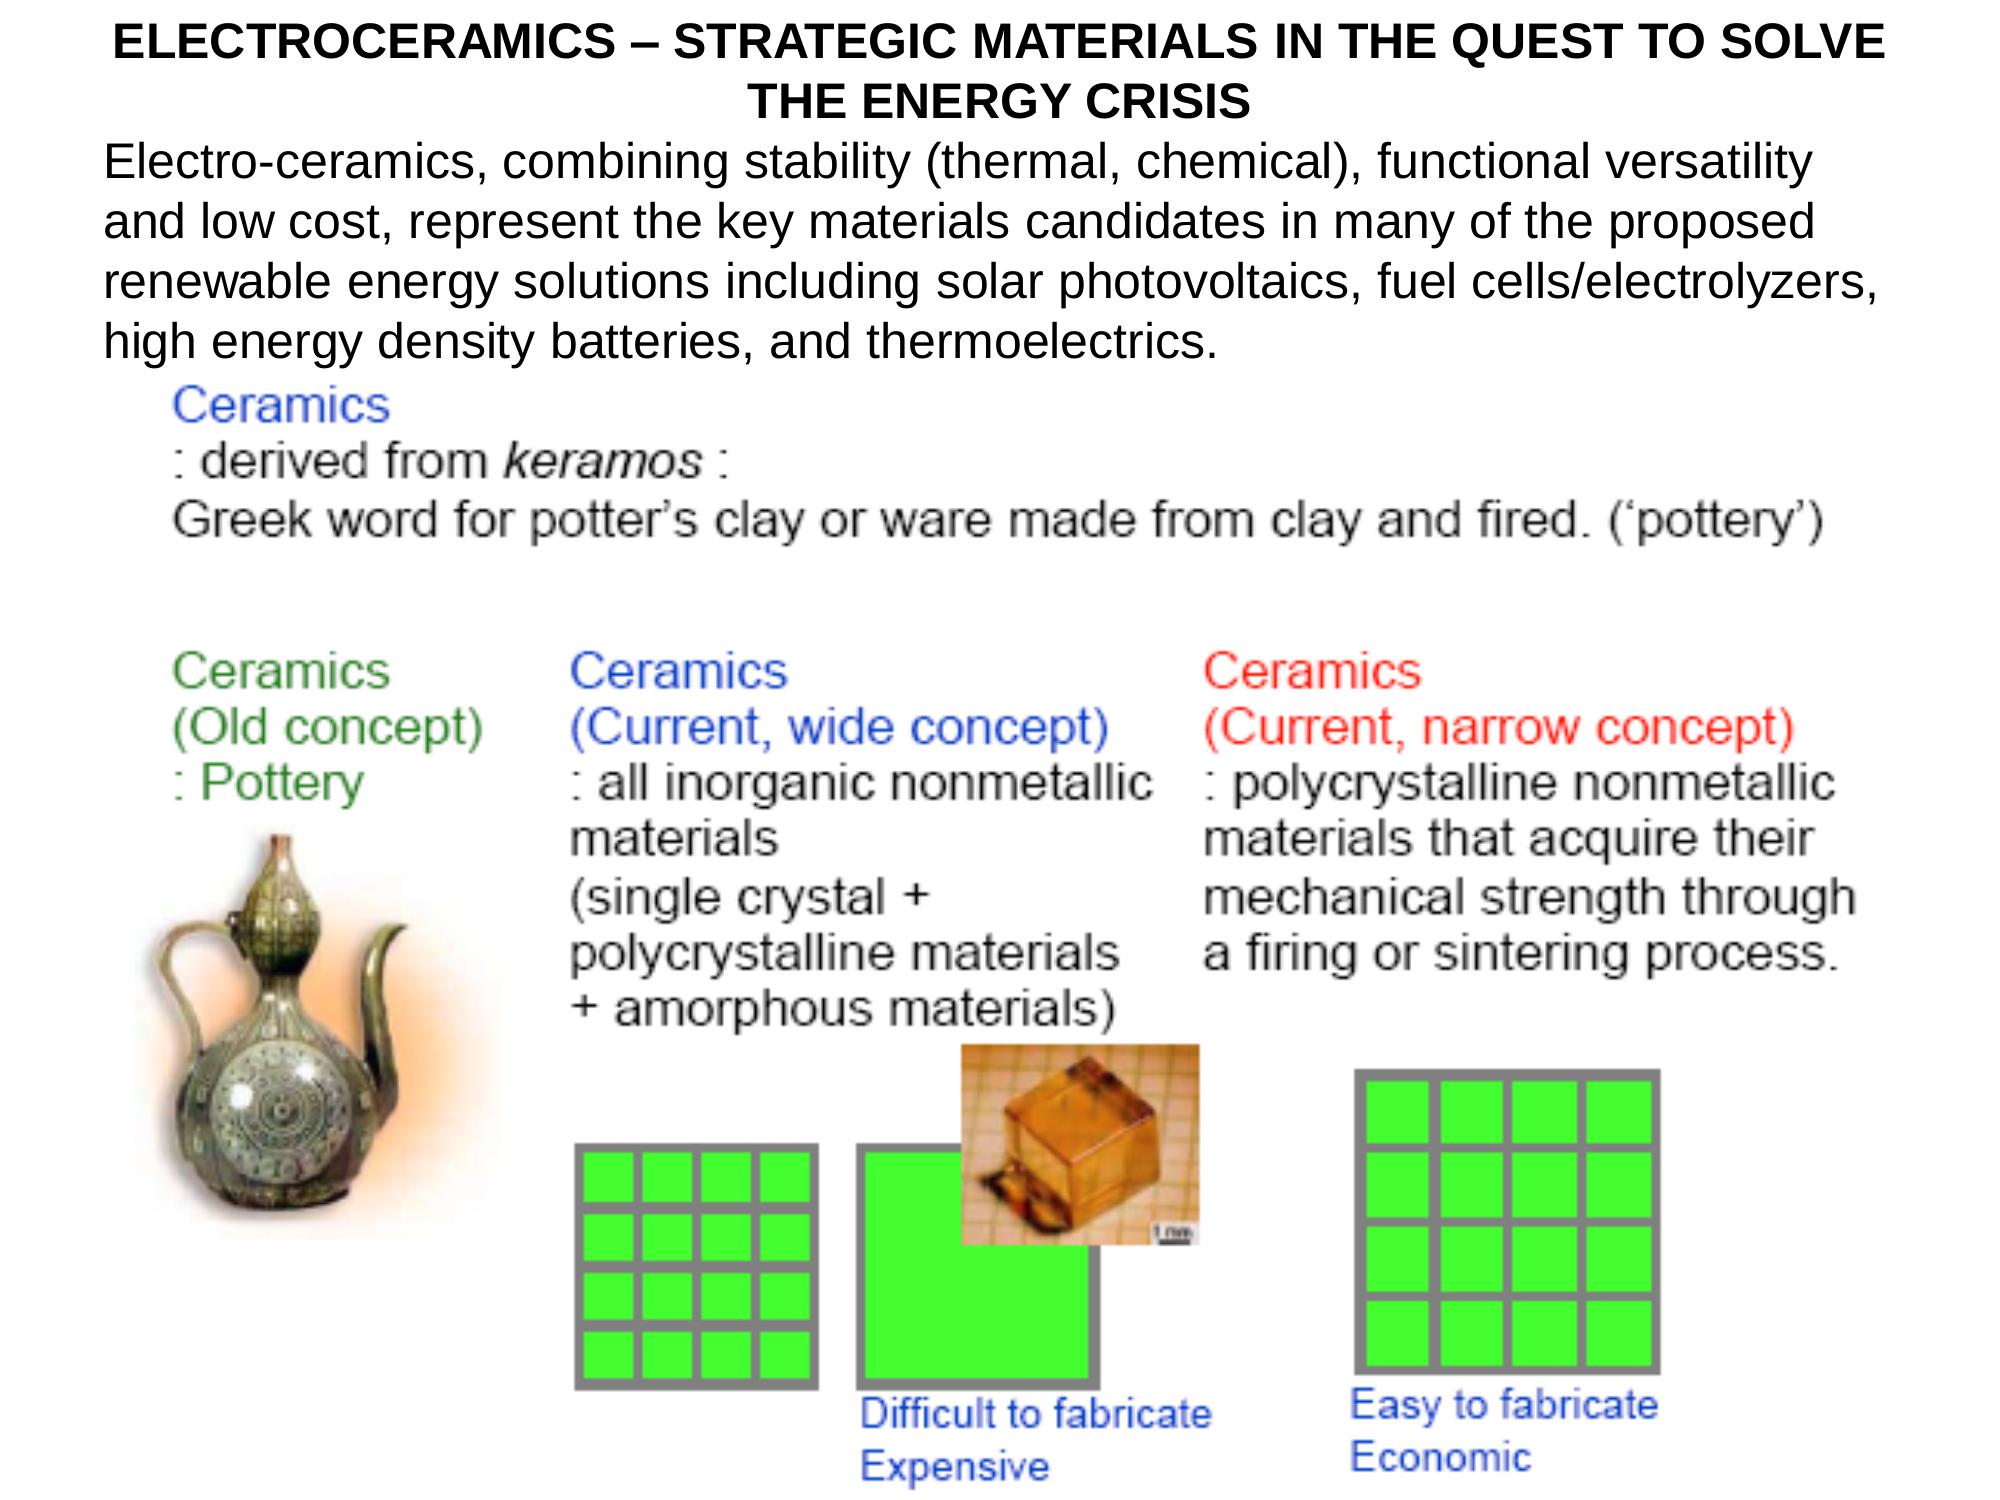 ELECTROCERAMICS – STRATEGIC MATERIALS IN THE QUEST TO SOLVE
THE ENERGY CRISIS
Electro-ceramics, combining stability (thermal, chemical), functional versatility
and low cost, represent the key materials candidates in many of the proposed
renewable energy solutions including solar photovoltaics, fuel cells/electrolyzers,
high energy density batteries, and thermoelectrics.
Ceramics
: derived from keramos :
Greek word for potter’s clay or ware made from clay and fired. (‘pottery’)
Ceramics
(Old concept)
: Pottery
Ceramics
(Current, wide concept)
: all inorganic nonmetallic
materials
(single crystal +
polycrystalline materials
+ amorphous materials)
1 mm
Difficult to fabricate
Expensive
Ceramics
(Current, narrow concept)
: polycrystalline nonmetallic
materials that acquire their
mechanical strength through
a firing or sintering process.
Easy to fabricate
Economic